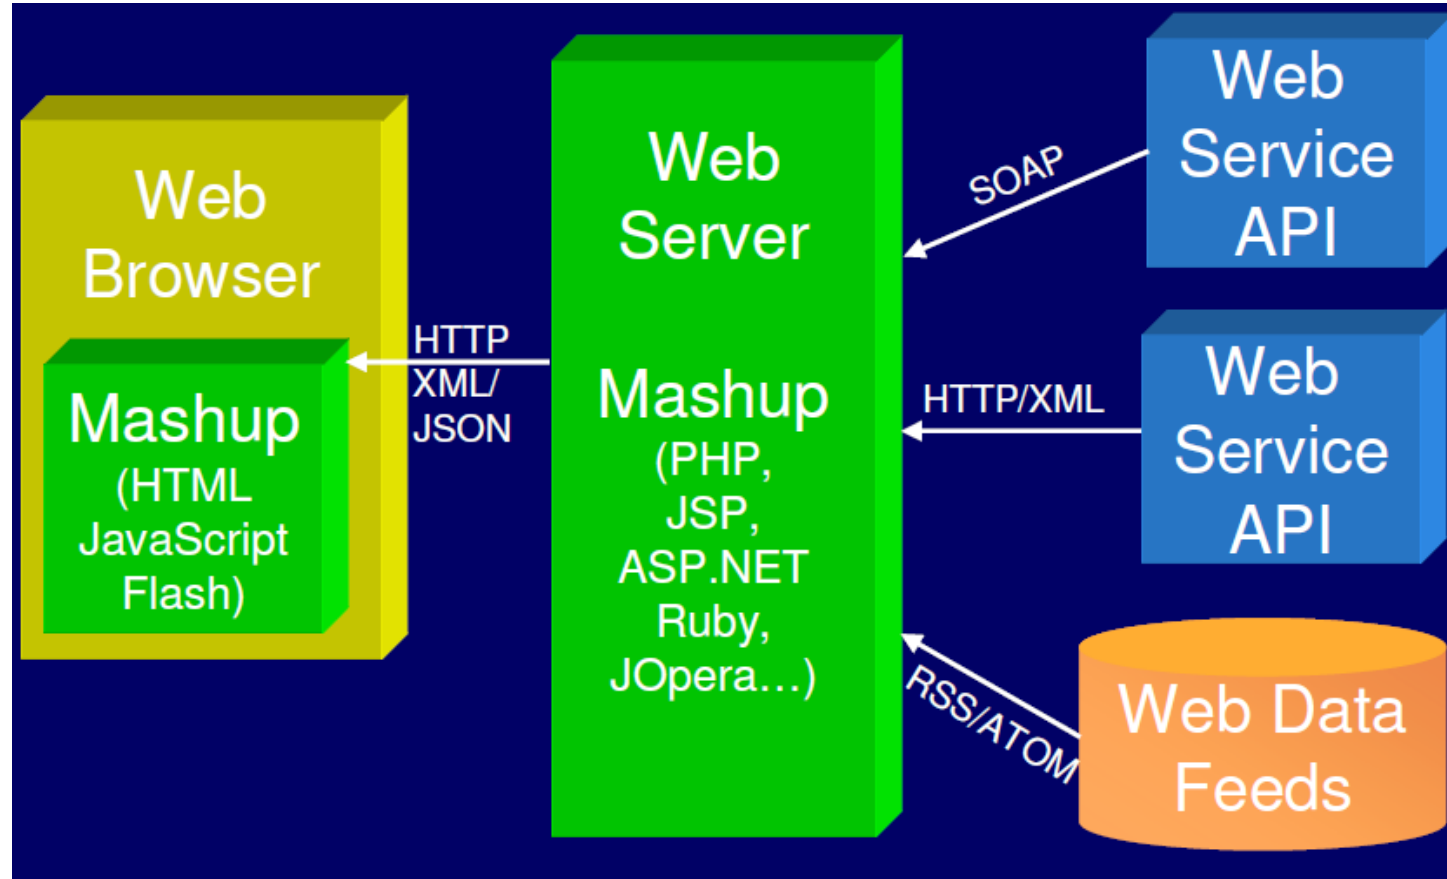 Web
Browser
Mashup
(HTML
JavaScript
Flash)
HTTP
XML/
JSON
Web
Server
Mashup
(PHP,
JSP,
ASP.NET
Ruby,
JOpera...)
SOAP
HTTP/XML
RSS/ATOM
Web
Service
API
Web
Service
API
Web Data
Feeds